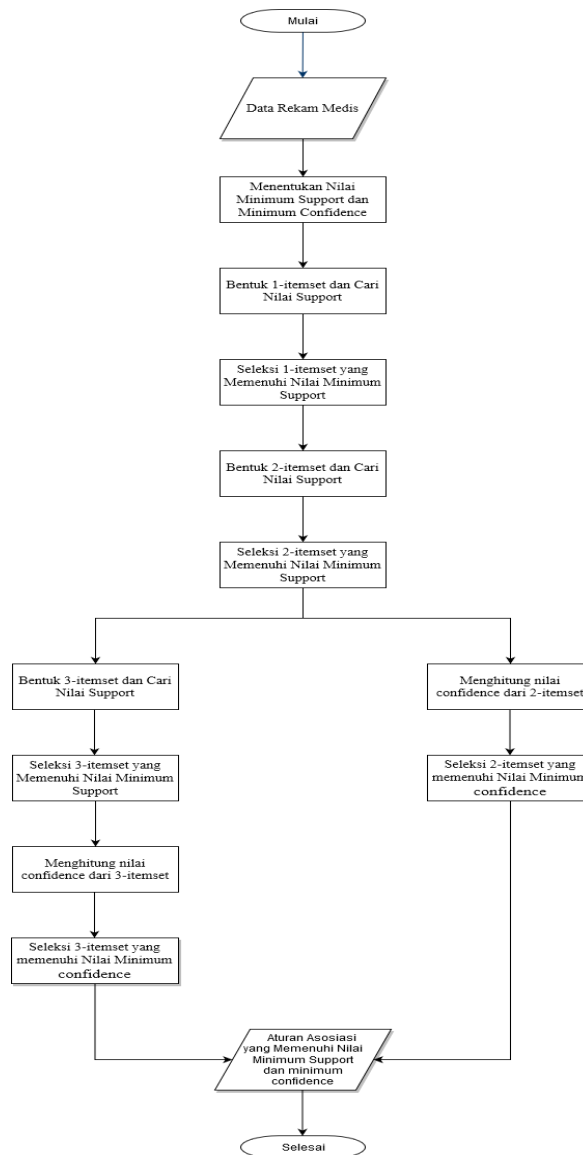 Mulai
Data Rekam Medis
Menentukan Nilai
Minimum Support dan
Minimum Confidence
Bentuk 1-itemset dan Cari
Nilai Support
Seleksi 1-itemset yang
Memenuhi Nilai Minimum
Support
Bentuk 2-itemset dan Cari
Nilai Support
Seleksi 2-itemset yang
Memenuhi Nilai Minimum
Support
Bentuk 3-itemset dan Cari
Nilai Support
Seleksi 3-itemset yang
Memenuhi Nilai Minimum
Support
Menghitung nilai
confidence dari 3-itemset
Seleksi 3-itemset yang
memenuhi Nilai Minimum
confidence
Menghitung nilai
confidence dari 2-itemset
Seleksi 2-itemset yang
memenuhi Nilai Minimum
confidence
Aturan Asosiasi
yang Memenuhi Nilai
Minimum Support
dan minimum
confidence
Selesai